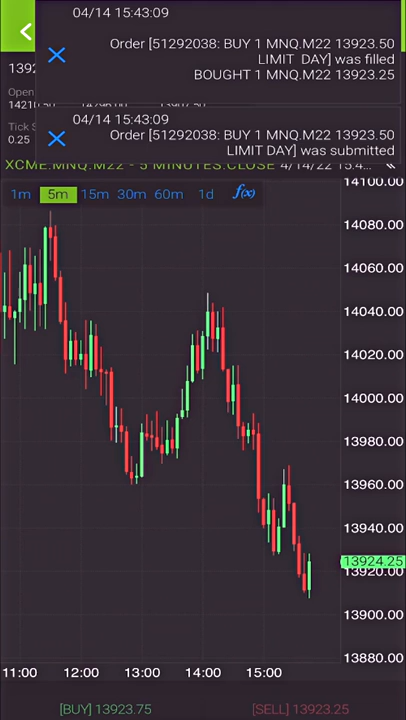 04/14 15:43:09
Order [51292038: BUY 1 MNQ.M22 13923.50
LIMIT DAY] was filled
BOUGHT 1 MNQ.M22 13923.25
04/14 15:43:09
Order [51292038: BUY 1 MNQ.M22 13923.50
LIMIT DAY] was submitted
Tick
0.25
XCME.MNQ.M22 - 5 MINUTES.CLOSE 4/14/22 15:4...
1m 5m 15m 30m 60m 1d f(x)
14100.00
14080.00
14060.00
14040.00
14020.00
14000.00
13980.00
13960.00
13940.00
13924.25
13920.00
13900.00
13880.00
11:00 12:00 13:00 14:00 15:00
[BUY] 13923.75 [SELL] 13923.25